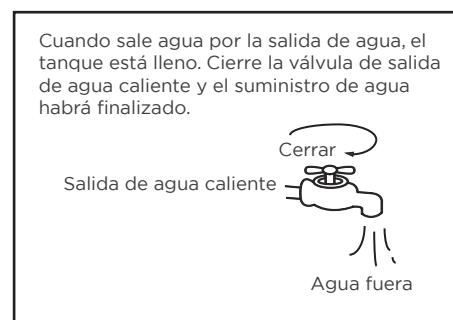 Cuando sale agua por la salida de agua, el
tanque está lleno. Cierre la válvula de salida
de agua caliente y el suministro de agua
habrá finalizado.
Cerrar
Salida de agua caliente
Agua fuera